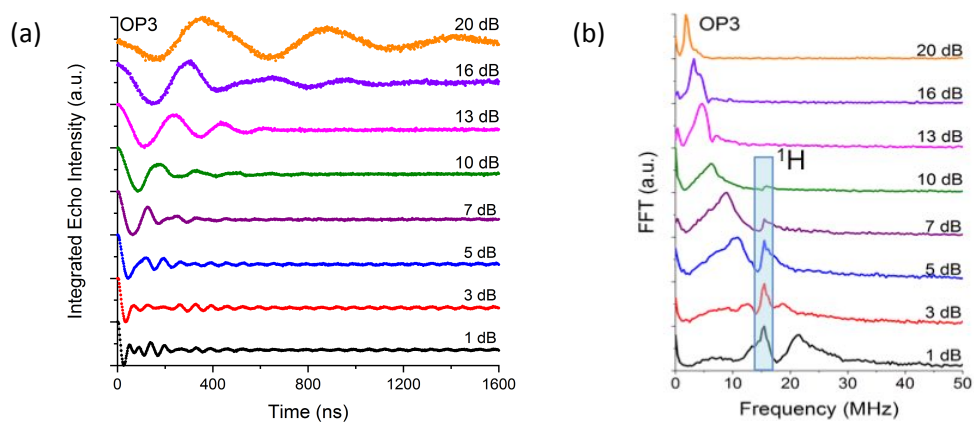 (a)
OP3
20 dB
16 dB
13 dB
10 dB
7 dB
5 dB
3 dB
1 dB
Integrated Echo Intensity (a.u.)
0 400 800 1200 1600
Time (ns)
(b)
OP3
20 dB
16 dB
13 dB
¹H
10 dB
7 dB
5 dB
3 dB
1 dB
FFT (a.u.)
0 10 20 30 40 50
Frequency (MHz)